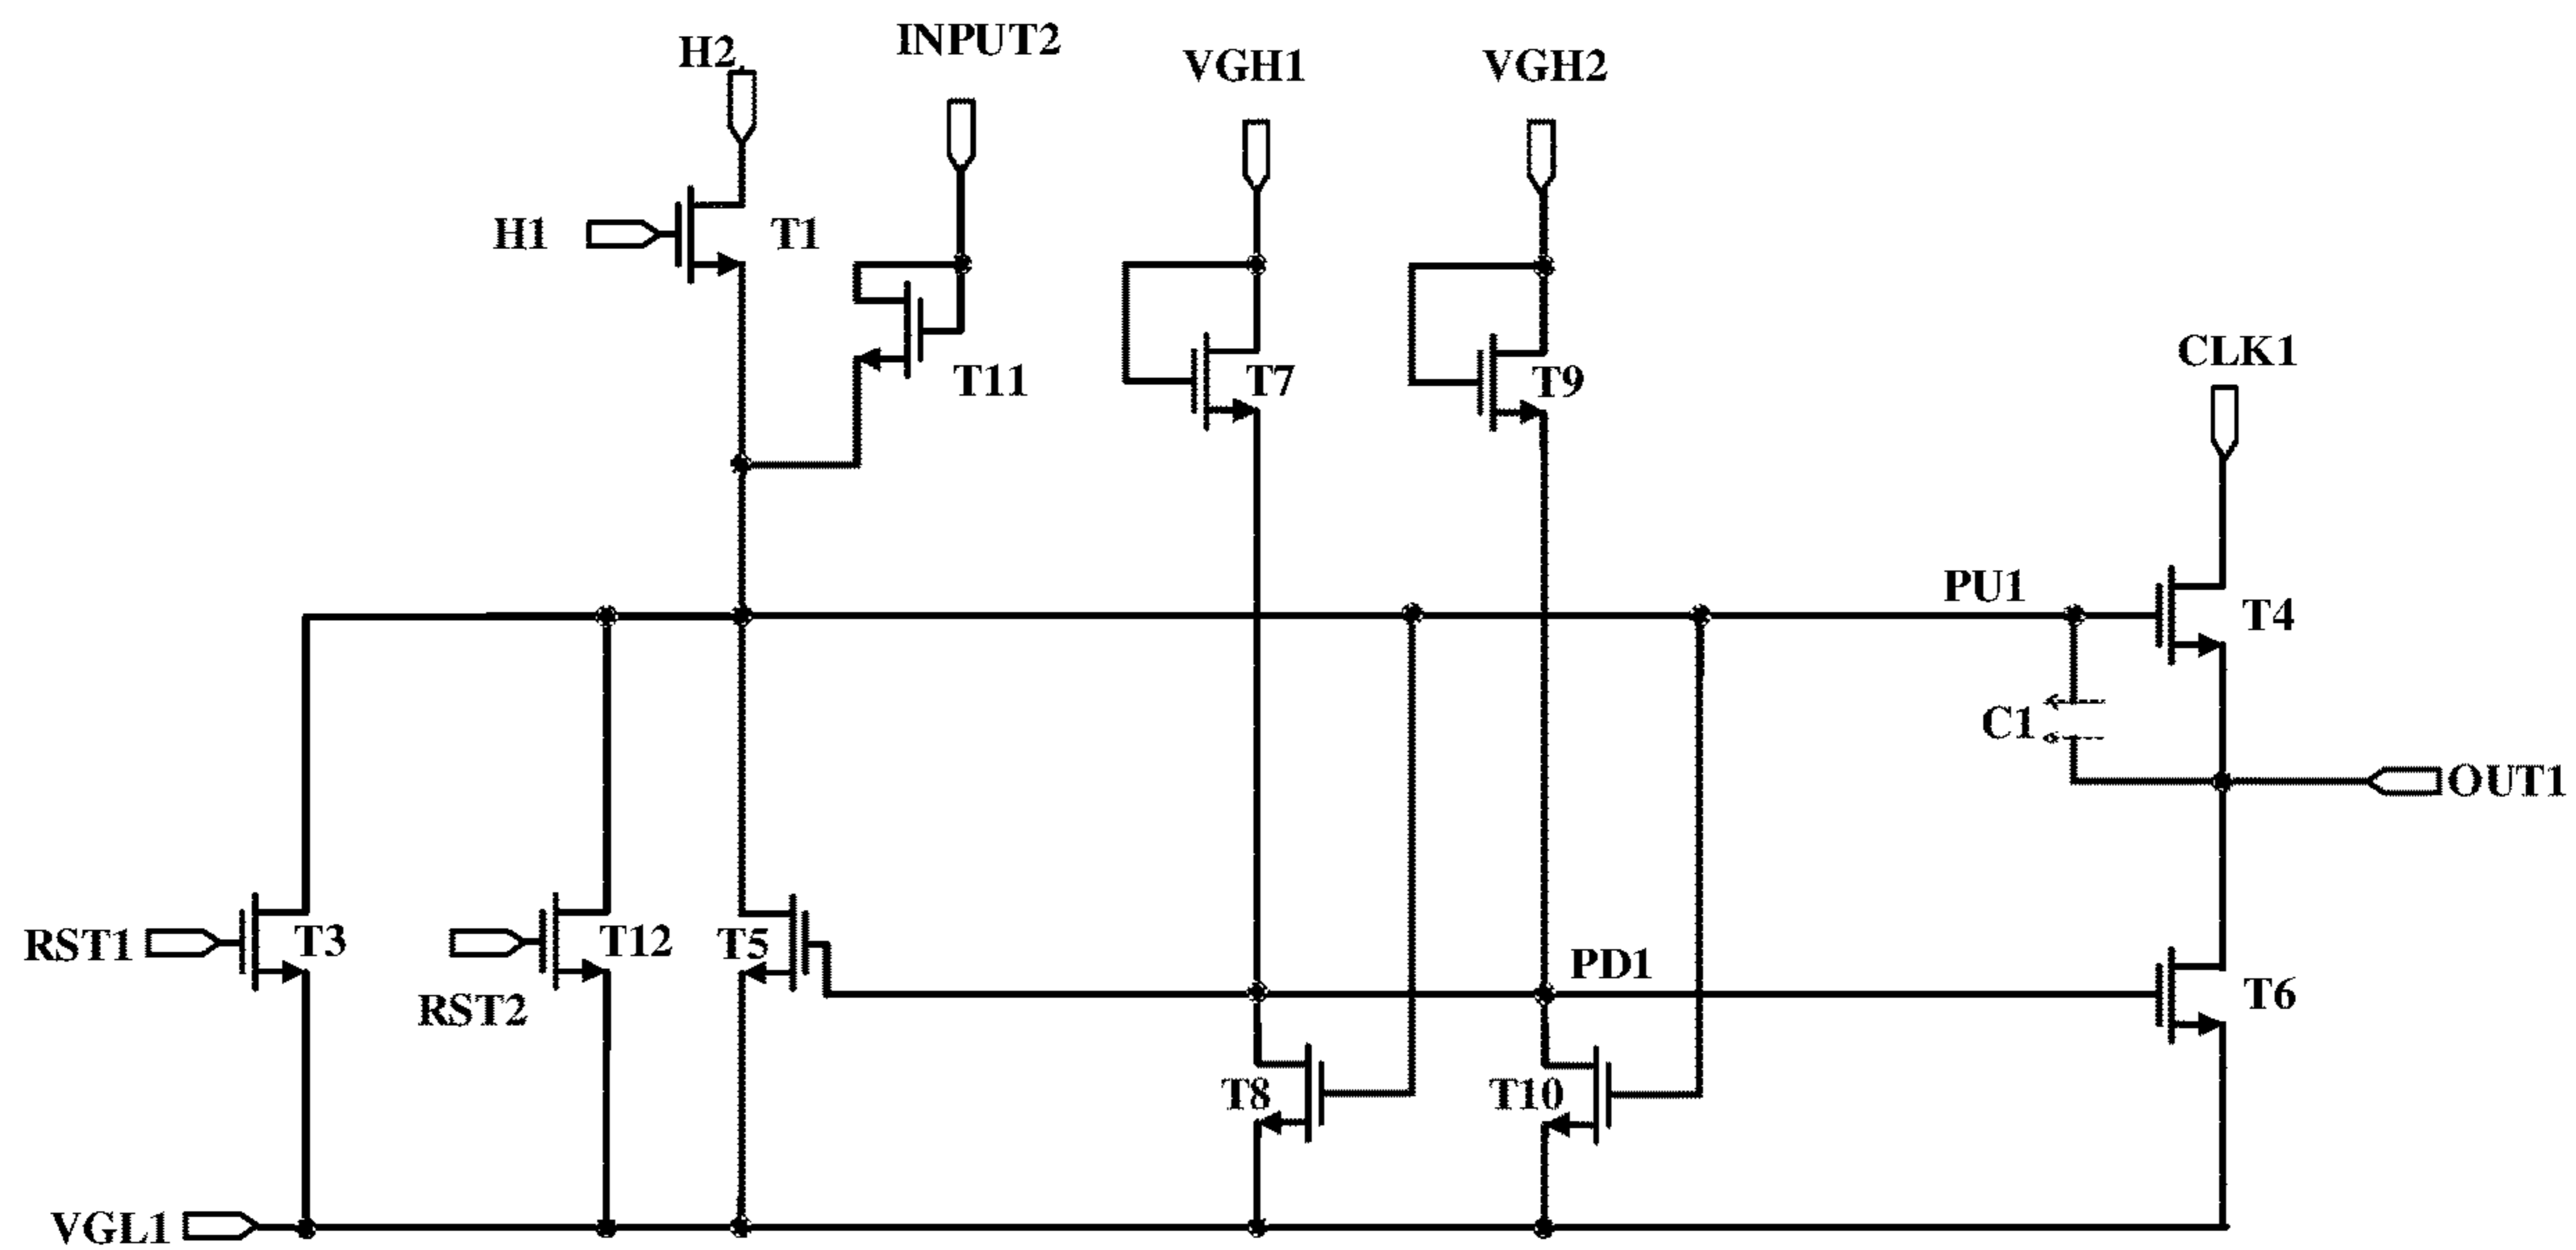 INPUT2
H2
VGH1
VGH2
H1
T1
CLK1
T11
T7
T9
PU1
T4
C1
OUT1
RST1
T3
T12
T5
PD1
T6
RST2
T8
T10
VGL1